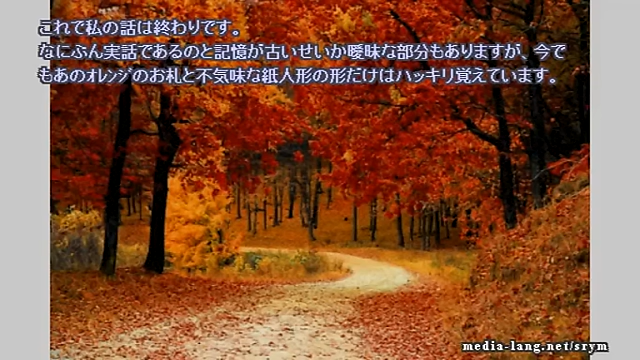 これで私の話は終わりです。
なにぶん実話であるのと記憶が古いせいか曖昧な部分もありますが、今で
もあのｵﾚﾝｼﾞのお札と不気味な紙人形の形だけはハッキリ覚えています。
media-lang.net/srym